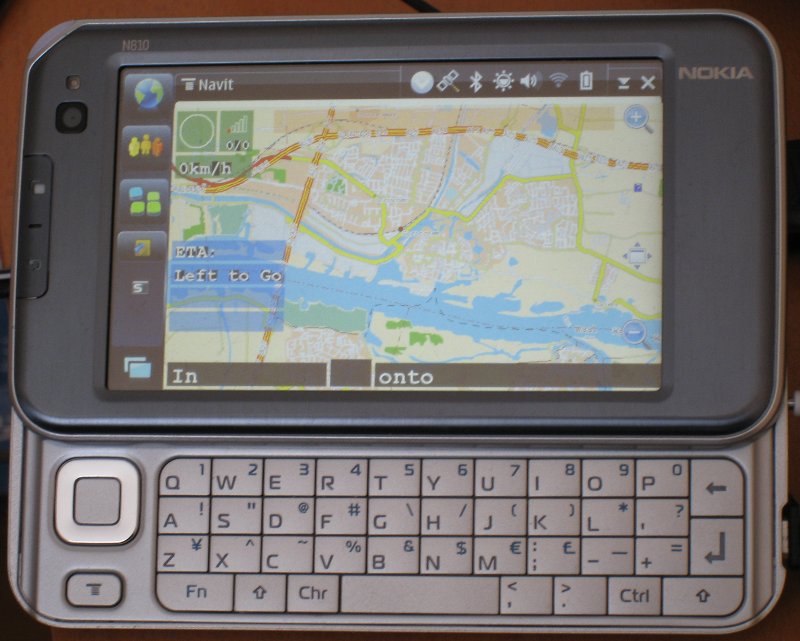 N810
NOKIA
Navit
0/0
0km/h
ETA:
Left to Go
In onto
Q 1 W 2 E 3 R 4 T 5 Y 6 U 7 I 8 O 9 P 0 ←
A ! S " D @ F # G \ H / J ( K ) L * ' ?
Z ¥ X ^ C ~ V % B & N $ M € ; : £ - _ + =
Fn Chr , < . > Ctrl